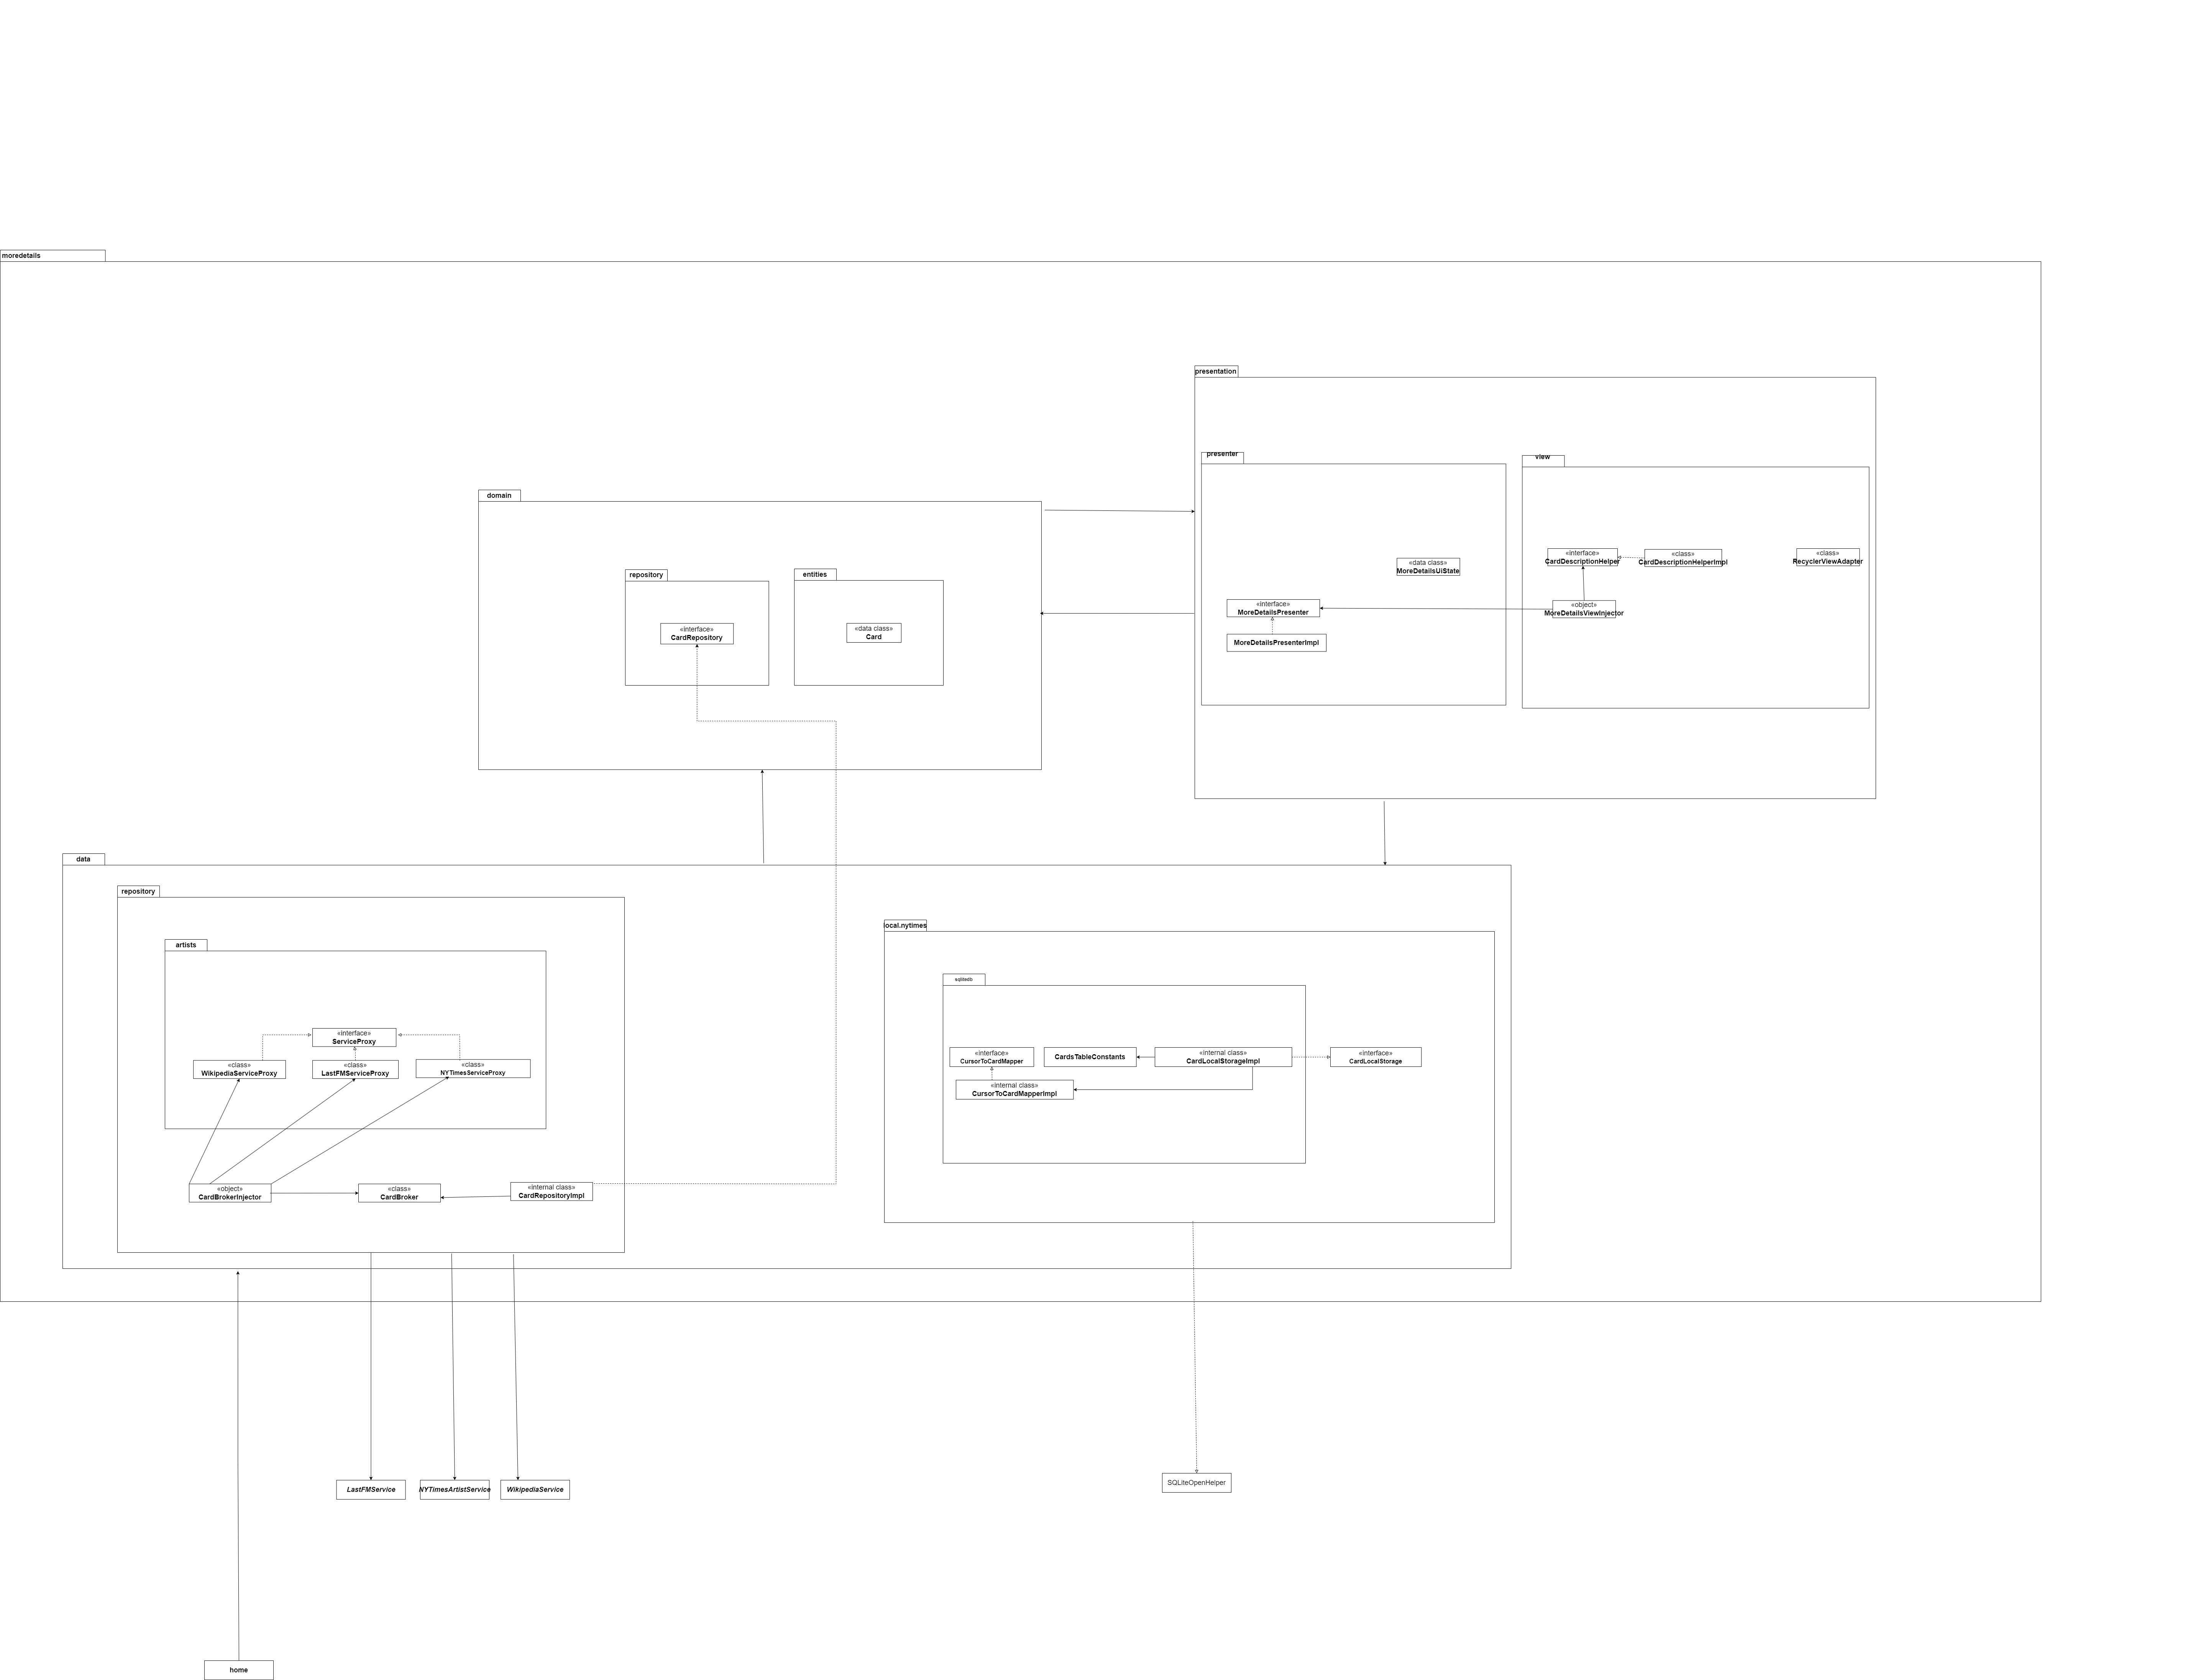 moredetails
presentation
presenter
view
domain
«interface»
CardDescriptionHelper
«class»
CardDescriptionHelperImpl
«class»
RecyclerViewAdapter
«data class»
MoreDetailsUiState
repository
entities
«interface»
MoreDetailsPresenter
«object»
MoreDetailsViewInjector
«interface»
CardRepository
«data class»
Card
MoreDetailsPresenterImpl
data
repository
local.nytimes
artists
sqlitedb
«interface»
ServiceProxy
«class»
WikipediaServiceProxy
«class»
LastFMServiceProxy
«class»
NYTimesServiceProxy
«interface»
CursorToCardMapper
CardsTableConstants
«internal class»
CardLocalStorageImpl
«interface»
CardLocalStorage
«internal class»
CursorToCardMapperImpl
«object»
CardBrokerInjector
«class»
CardBroker
«internal class»
CardRepositoryImpl
LastFMService
NYTimesArtistService
WikipediaService
SQLiteOpenHelper
home